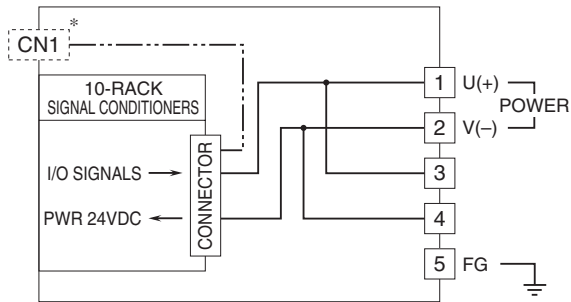 CN1 *
10-RACK
SIGNAL CONDITIONERS
I/O SIGNALS
PWR 24VDC
CONNECTOR
1 U(+)
POWER
2 V(–)
3
4
5 FG